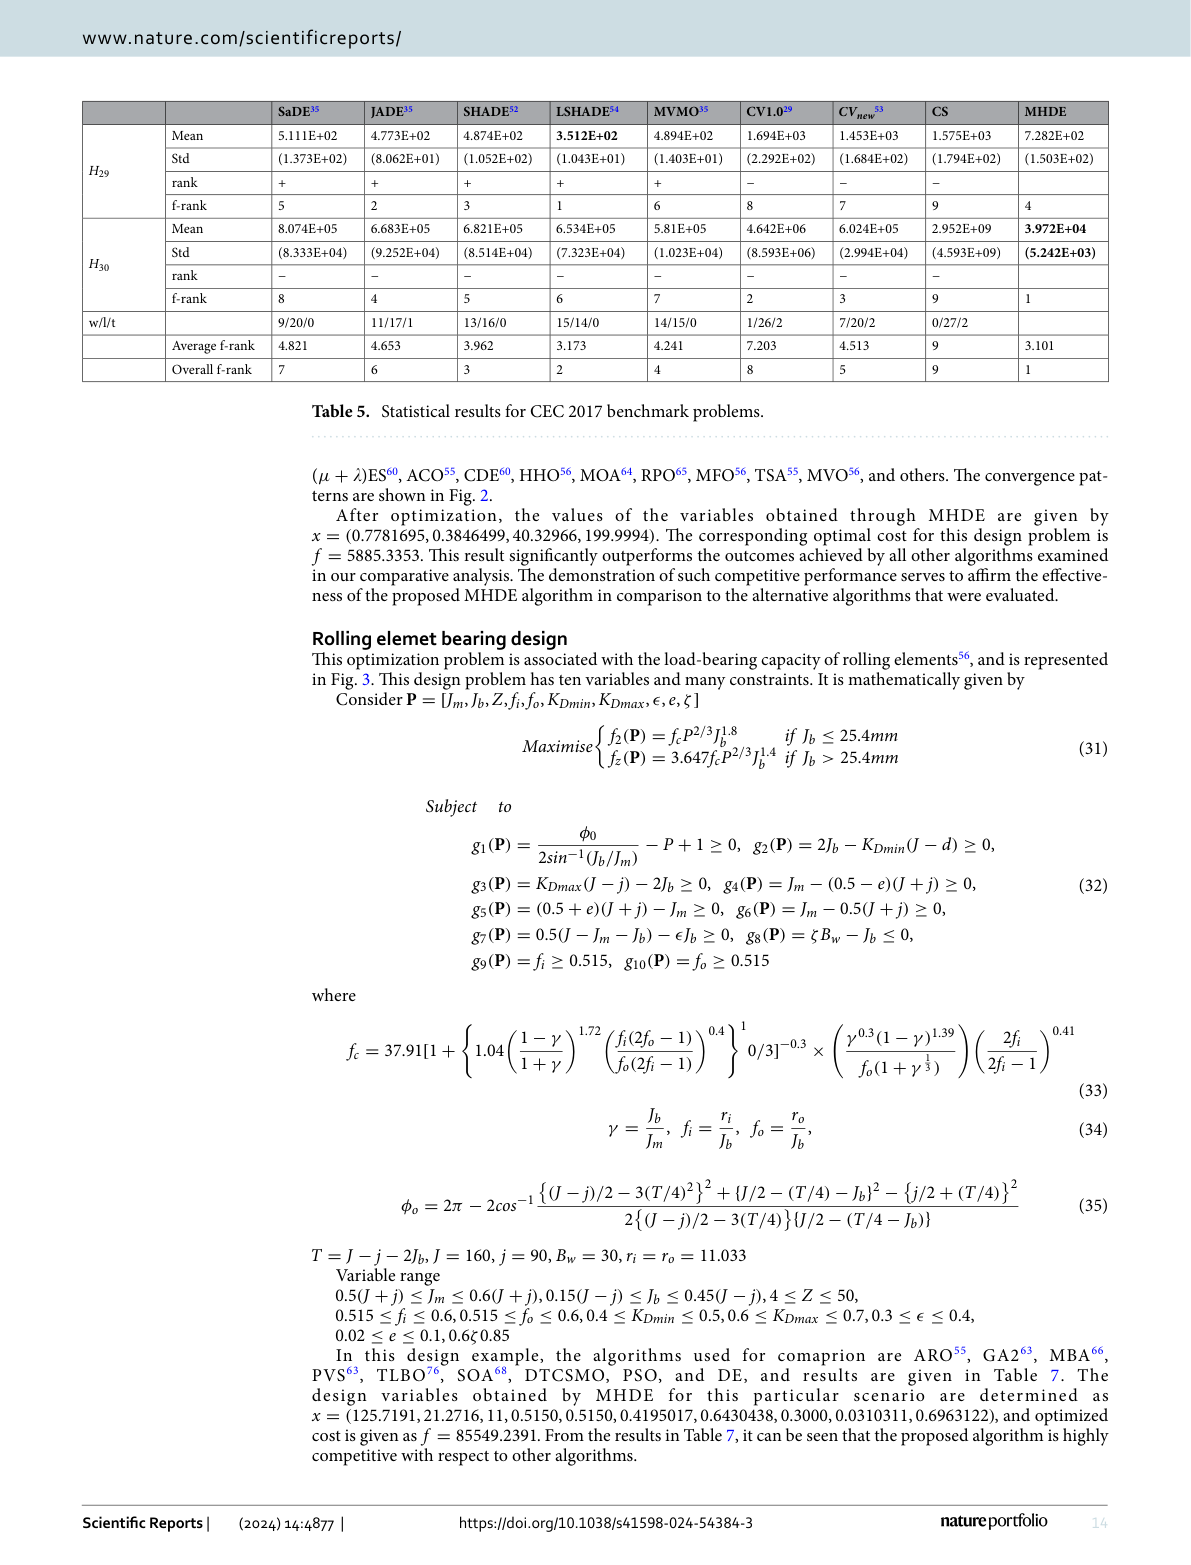 www.nature.com/scientificreports/
SaDE35 JADE35 SHADE52 LSHADE54 MVMO35 CV1.029 CVnew53 CS MHDE
H29
Mean 5.111E+02 4.773E+02 4.874E+02 3.512E+02 4.894E+02 1.694E+03 1.453E+03 1.575E+03 7.282E+02
Std (1.373E+02) (8.062E+01) (1.052E+02) (1.043E+01) (1.403E+01) (2.292E+02) (1.684E+02) (1.794E+02) (1.503E+02)
rank + + + + + – – –
f-rank 5 2 3 1 6 8 7 9 4
H30
Mean 8.074E+05 6.683E+05 6.821E+05 6.534E+05 5.81E+05 4.642E+06 6.024E+05 2.952E+09 3.972E+04
Std (8.333E+04) (9.252E+04) (8.514E+04) (7.323E+04) (1.023E+04) (8.593E+06) (2.994E+04) (4.593E+09) (5.242E+03)
rank – – – – – – – –
f-rank 8 4 5 6 7 2 3 9 1
w/l/t 9/20/0 11/17/1 13/16/0 15/14/0 14/15/0 1/26/2 7/20/2 0/27/2
Average f-rank 4.821 4.653 3.962 3.173 4.241 7.203 4.513 9 3.101
Overall f-rank 7 6 3 2 4 8 5 9 1
Table 5. Statistical results for CEC 2017 benchmark problems.
(μ + λ)ES60, ACO55, CDE60, HHO56, MOA64, RPO65, MFO56, TSA55, MVO56, and others. The convergence pat-
terns are shown in Fig. 2.
After optimization, the values of the variables obtained through MHDE are given by
x = (0.7781695, 0.3846499, 40.32966, 199.9994). The corresponding optimal cost for this design problem is
f = 5885.3353. This result significantly outperforms the outcomes achieved by all other algorithms examined
in our comparative analysis. The demonstration of such competitive performance serves to affirm the effective-
ness of the proposed MHDE algorithm in comparison to the alternative algorithms that were evaluated.
Rolling elemet bearing design
This optimization problem is associated with the load-bearing capacity of rolling elements56, and is represented
in Fig. 3. This design problem has ten variables and many constraints. It is mathematically given by
Consider P = [Jm, Jb, Z, fi, fo, KDmin, KDmax, ϵ, e, ζ]
Maximise { f2(P) = fcP^{2/3}Jb^{1.8} if Jb ≤ 25.4mm
fz(P) = 3.647fcP^{2/3}Jb^{1.4} if Jb > 25.4mm (31)
Subject to
g1(P) = ϕ0 / (2sin−1(Jb/Jm)) − P + 1 ≥ 0, g2(P) = 2Jb − KDmin(J − d) ≥ 0,
g3(P) = KDmax(J − j) − 2Jb ≥ 0, g4(P) = Jm − (0.5 − e)(J + j) ≥ 0, (32)
g5(P) = (0.5 + e)(J + j) − Jm ≥ 0, g6(P) = Jm − 0.5(J + j) ≥ 0,
g7(P) = 0.5(J − Jm − Jb) − ϵJb ≥ 0, g8(P) = ζBw − Jb ≤ 0,
g9(P) = fi ≥ 0.515, g10(P) = fo ≥ 0.515
where
fc = 37.91[1 + {1.04((1 − γ)/(1 + γ))^{1.72} (fi(2fo − 1)/fo(2fi − 1))^{0.4}}^1 0/3]^{−0.3} × (γ^{0.3}(1 − γ)^{1.39} / fo(1 + γ^{1/3})) (2fi/(2fi − 1))^{0.41}
(33)
γ = Jb/Jm, fi = ri/Jb, fo = ro/Jb, (34)
ϕo = 2π − 2cos−1 ({(J − j)/2 − 3(T/4)^2}^2 + {J/2 − (T/4) − Jb}^2 − {j/2 + (T/4)}^2) / (2{(J − j)/2 − 3(T/4)}{J/2 − (T/4 − Jb)}) (35)
T = J − j − 2Jb, J = 160, j = 90, Bw = 30, ri = ro = 11.033
Variable range
0.5(J + j) ≤ Jm ≤ 0.6(J + j), 0.15(J − j) ≤ Jb ≤ 0.45(J − j), 4 ≤ Z ≤ 50,
0.515 ≤ fi ≤ 0.6, 0.515 ≤ fo ≤ 0.6, 0.4 ≤ KDmin ≤ 0.5, 0.6 ≤ KDmax ≤ 0.7, 0.3 ≤ ϵ ≤ 0.4,
0.02 ≤ e ≤ 0.1, 0.6ζ0.85
In this design example, the algorithms used for comaprion are ARO55, GA263, MBA66,
PVS63, TLBO76, SOA68, DTCSMO, PSO, and DE, and results are given in Table 7. The
design variables obtained by MHDE for this particular scenario are determined as
x = (125.7191, 21.2716, 11, 0.5150, 0.5150, 0.4195017, 0.6430438, 0.3000, 0.0310311, 0.6963122), and optimized
cost is given as f = 85549.2391. From the results in Table 7, it can be seen that the proposed algorithm is highly
competitive with respect to other algorithms.
Scientific Reports | (2024) 14:4877 | https://doi.org/10.1038/s41598-024-54384-3 nature portfolio 14